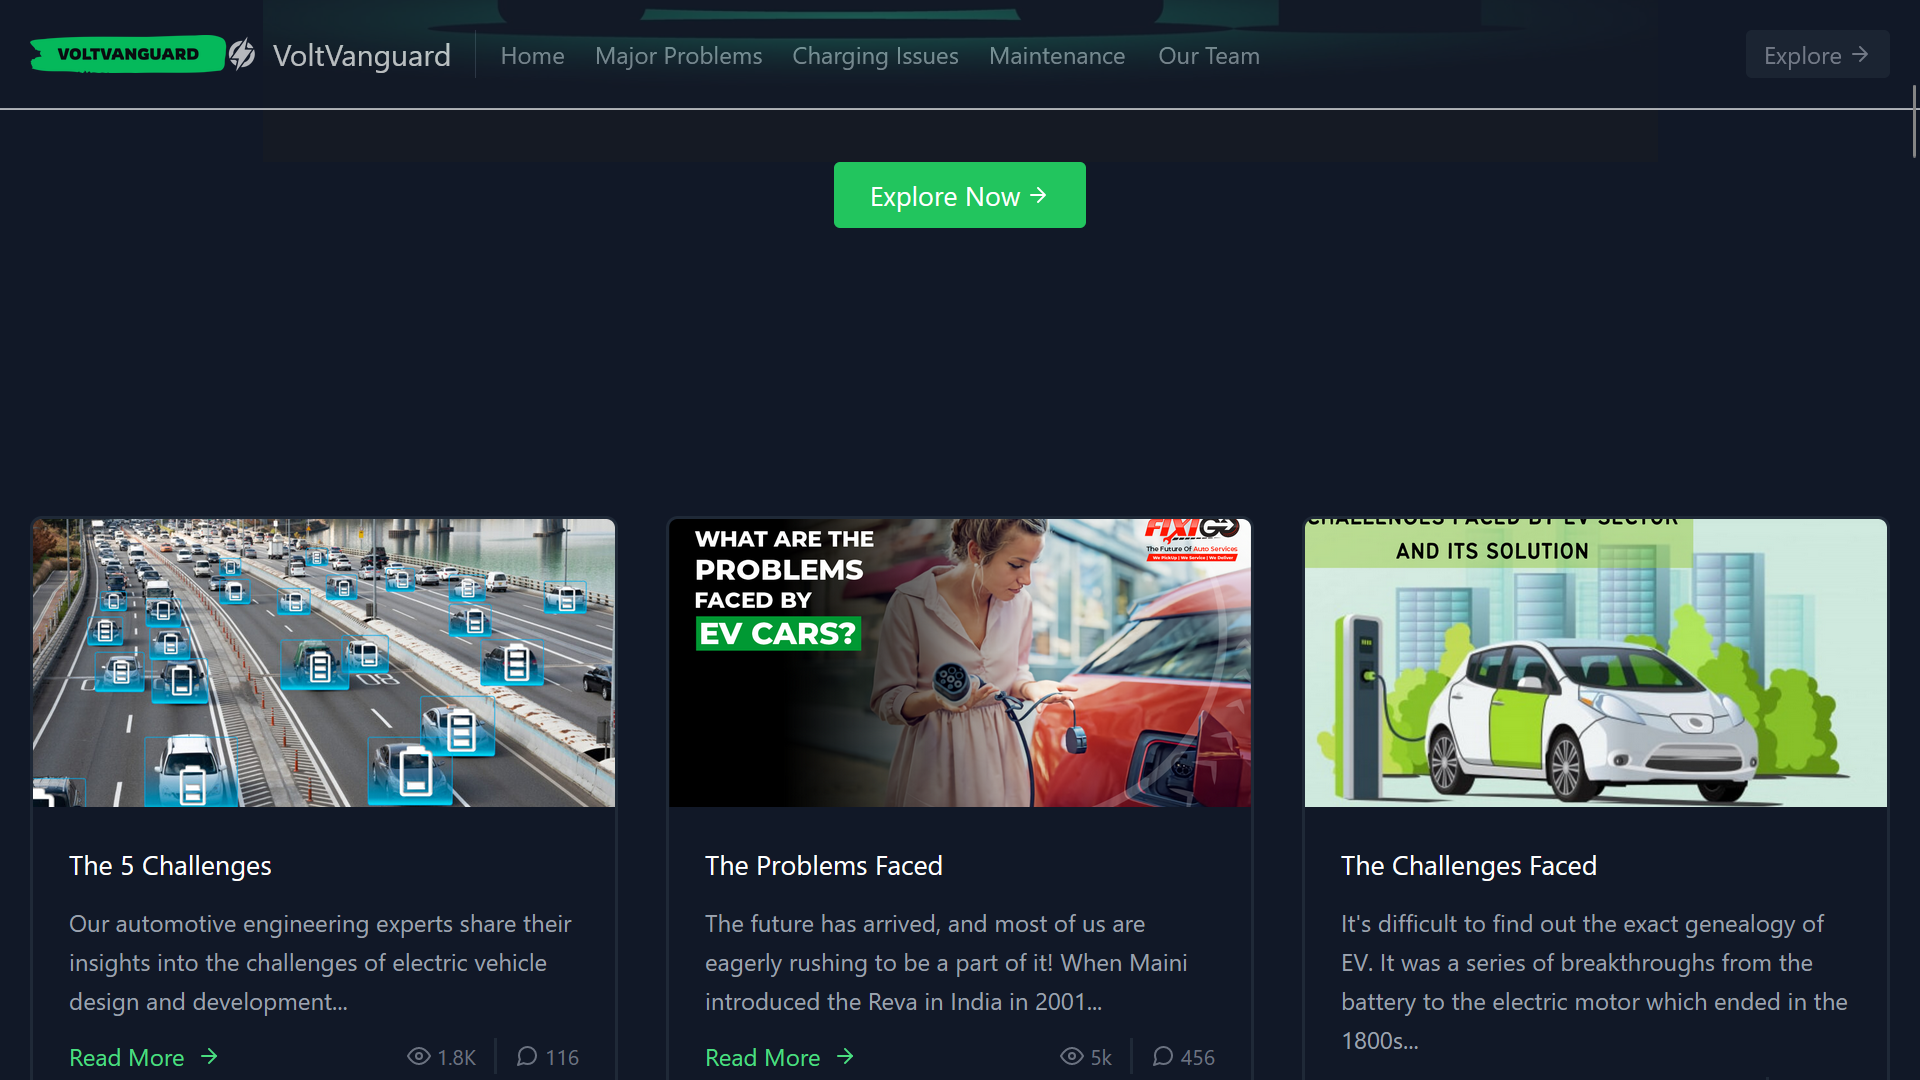 VOLTVANGUARD
VoltVanguard
Home
Major Problems
Charging Issues
Maintenance
Our Team
Explore →
Explore Now →
WHAT ARE THE
PROBLEMS
FACED BY
EV CARS?
FIXIGO
The Future Of Auto Services
We PickUp | We Service | We Deliver
CHALLENGES FACED BY EV SECTOR
AND ITS SOLUTION
The 5 Challenges
Our automotive engineering experts share their
insights into the challenges of electric vehicle
design and development...
Read More →
1.8K
116
The Problems Faced
The future has arrived, and most of us are
eagerly rushing to be a part of it! When Maini
introduced the Reva in India in 2001...
Read More →
5k
456
The Challenges Faced
It's difficult to find out the exact genealogy of
EV. It was a series of breakthroughs from the
battery to the electric motor which ended in the
1800s...